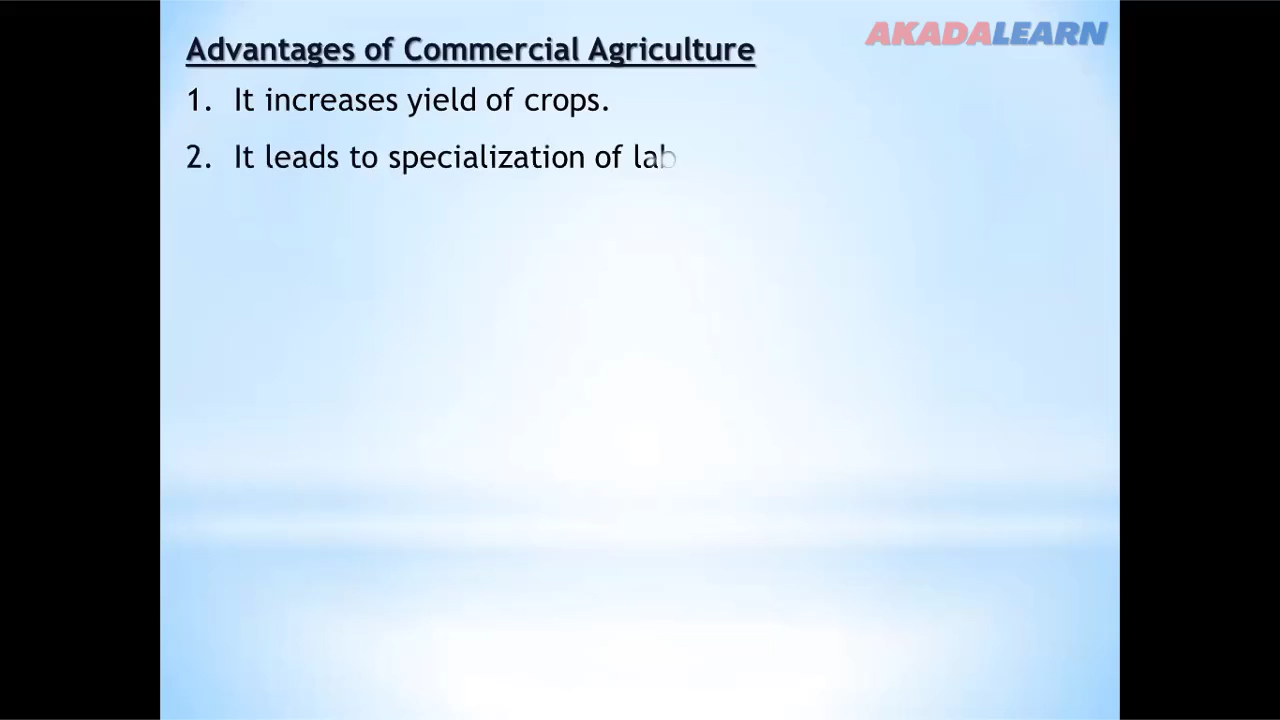 AKADALEARN
Advantages of Commercial Agriculture
1. It increases yield of crops.
2. It leads to specialization of lab